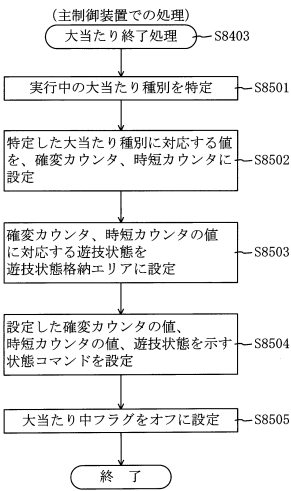 (主制御装置での処理)
大当たり終了処理
S8403
実行中の大当たり種別を特定
S8501
特定した大当たり種別に対応する値
を、確変カウンタ、時短カウンタに
設定
S8502
確変カウンタ、時短カウンタの値
に対応する遊技状態を
遊技状態格納エリアに設定
S8503
設定した確変カウンタの値、
時短カウンタの値、遊技状態を示す
状態コマンドを設定
S8504
大当たり中フラグをオフに設定
S8505
終 了